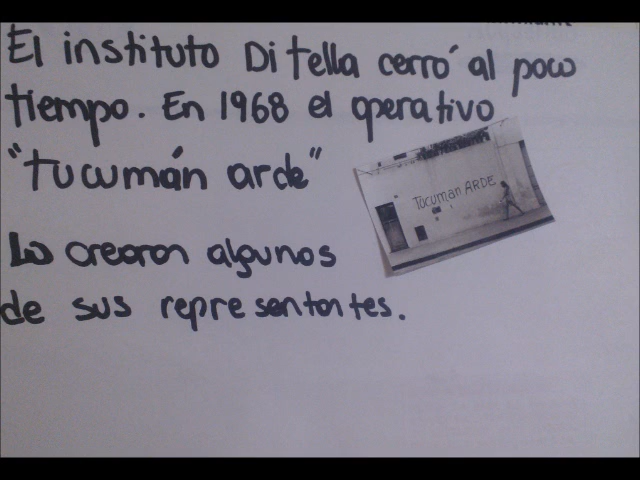 El instituto Di tella cerró al poco
tiempo. En 1968 el operativo
"tucumán arde"
Tucuman ARDE
Lo crearon algunos
de sus representantes.